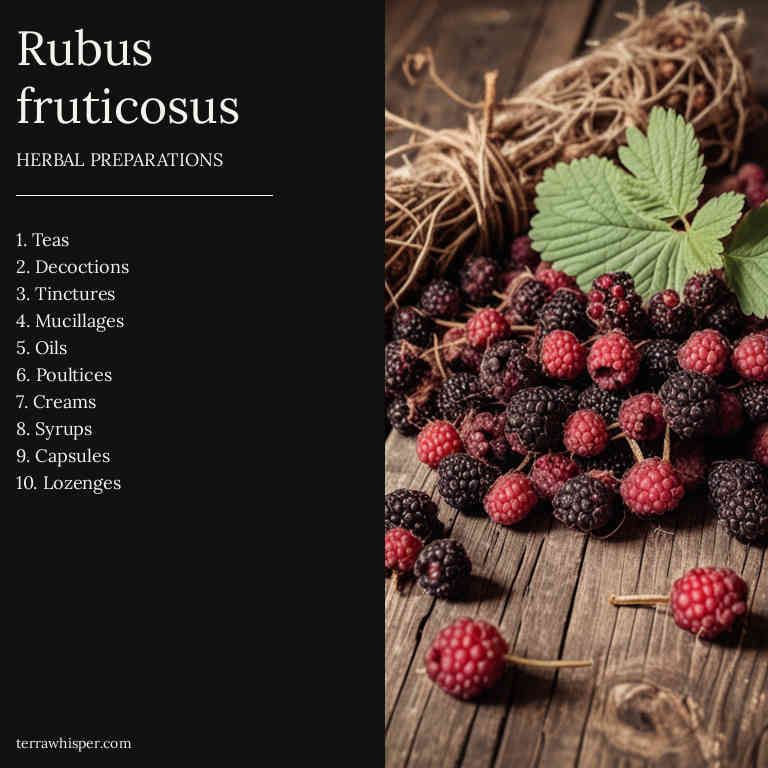 Rubus
fruticosus
HERBAL PREPARATIONS
1. Teas
2. Decoctions
3. Tinctures
4. Mucillages
5. Oils
6. Poultices
7. Creams
8. Syrups
9. Capsules
10. Lozenges
terrawhisper.com